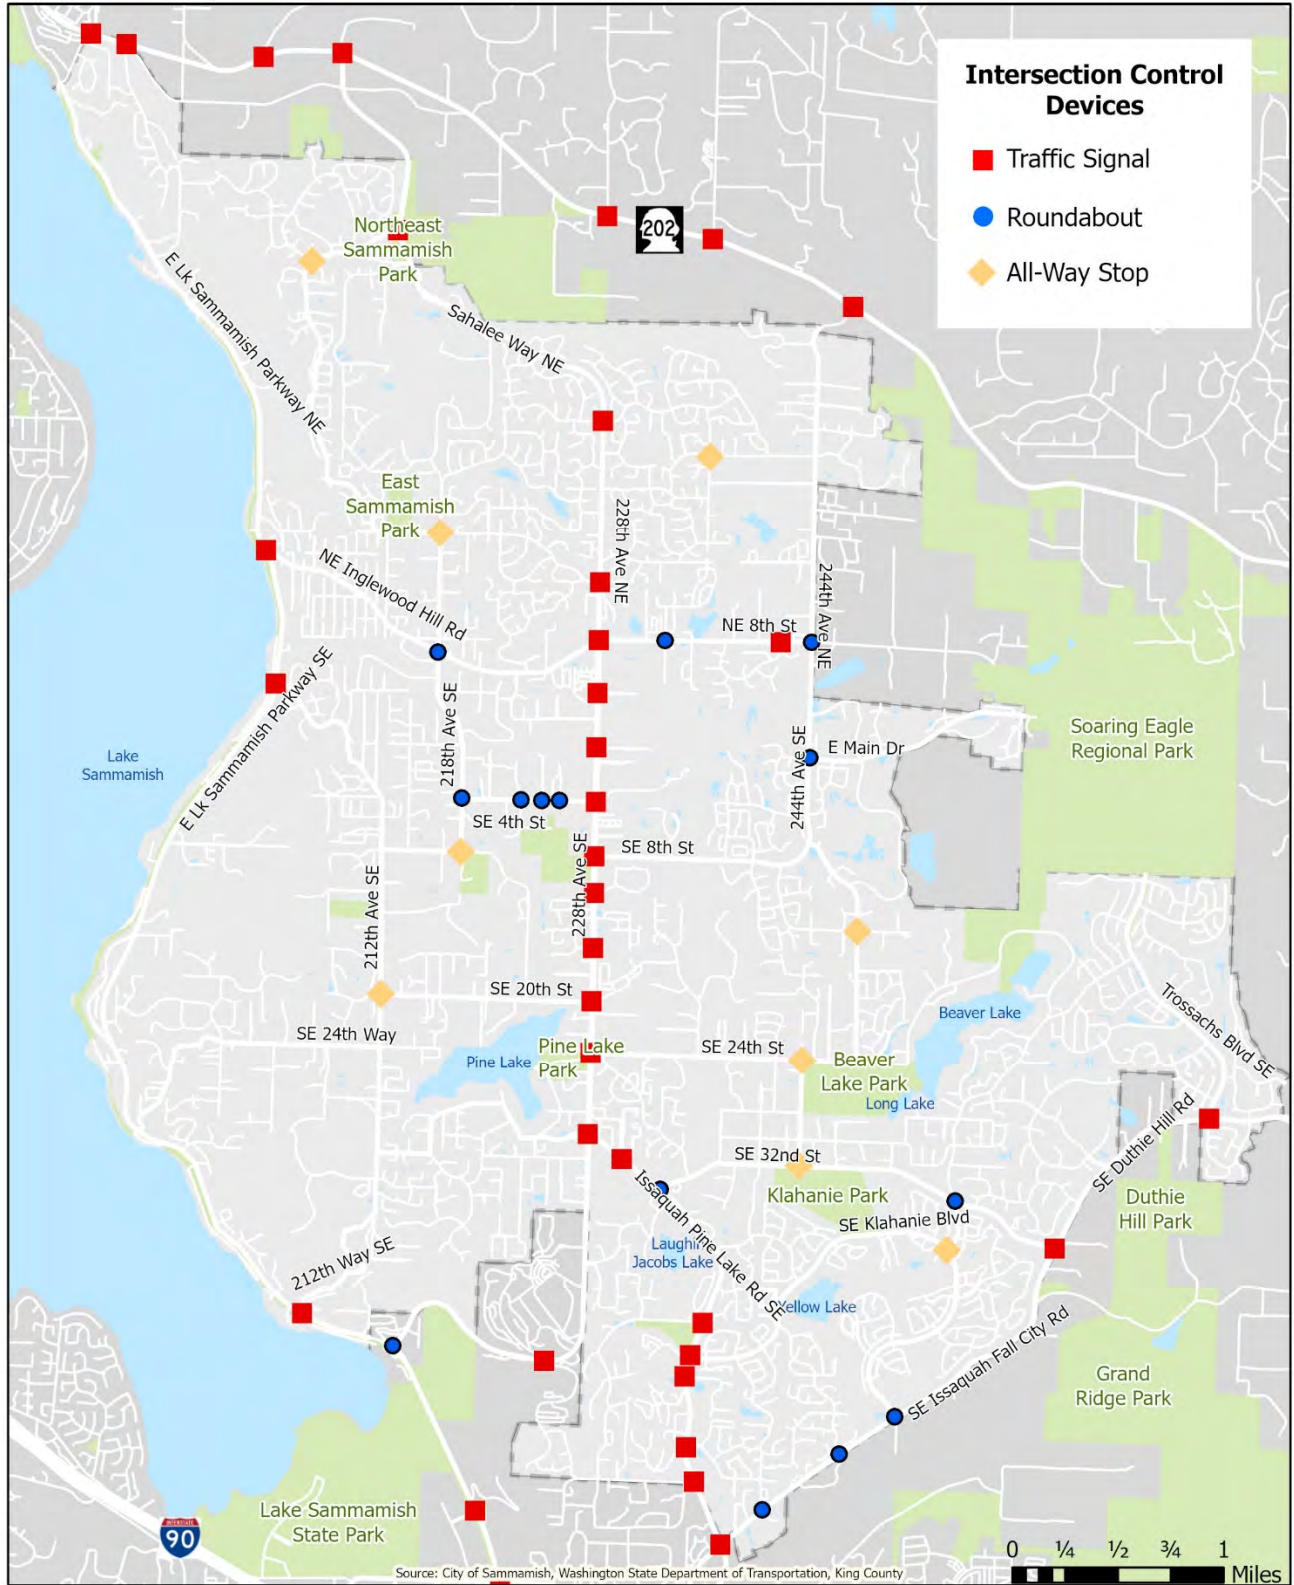 Intersection Control
Devices
Traffic Signal
Roundabout
All-Way Stop
202
Northeast
Sammamish
Park
E Lk Sammamish Parkway NE
Sahalee Way NE
East
Sammamish
Park
228th Ave NE
NE Inglewood Hill Rd
244th Ave NE
NE 8th St
E Lk Sammamish Parkway SE
218th Ave SE
Soaring Eagle
Regional Park
E Main Dr
244th Ave SE
Lake
Sammamish
SE 4th St
228th Ave SE
SE 8th St
212th Ave SE
SE 20th St
Beaver Lake
Trossachs Blvd SE
SE 24th Way
Pine Lake
Pine Lake
Park
SE 24th St
Beaver
Lake Park
Long Lake
SE Duthie Hill Rd
SE 32nd St
Klahanie Park
Duthie
Hill Park
Issaquah Pine Lake Rd SE
SE Klahanie Blvd
212th Way SE
Jacobs Lake
Yellow Lake
SE Issaquah Fall City Rd
Grand
Ridge Park
Lake Sammamish
State Park
INTERSTATE
90
0 ¼ ½ ¾ 1
Miles
Source: City of Sammamish, Washington State Department of Transportation, King County